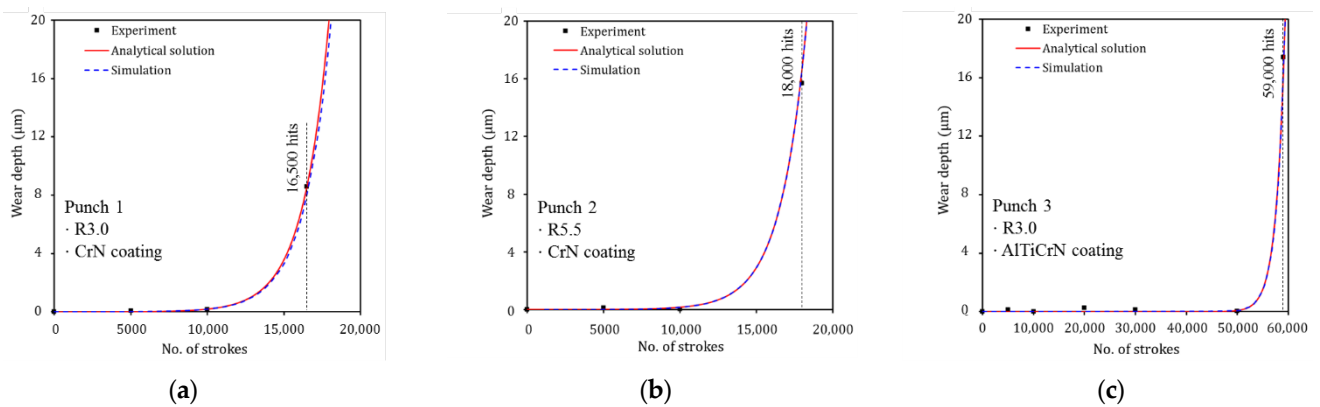 20
16
12
8
4
0
Wear depth (μm)
Experiment
Analytical solution
Simulation
16,500 hits
Punch 1
· R3.0
· CrN coating
0
5000
10,000
15,000
20,000
No. of strokes
(a)
20
16
12
8
4
0
Wear depth (μm)
Experiment
Analytical solution
Simulation
18,000 hits
Punch 2
· R5.5
· CrN coating
0
5000
10,000
15,000
20,000
No. of strokes
(b)
20
16
12
8
4
0
Wear depth (μm)
Experiment
Analytical solution
Simulation
59,000 hits
Punch 3
· R3.0
· AlTiCrN coating
0
10,000
20,000
30,000
40,000
50,000
60,000
No. of strokes
(c)